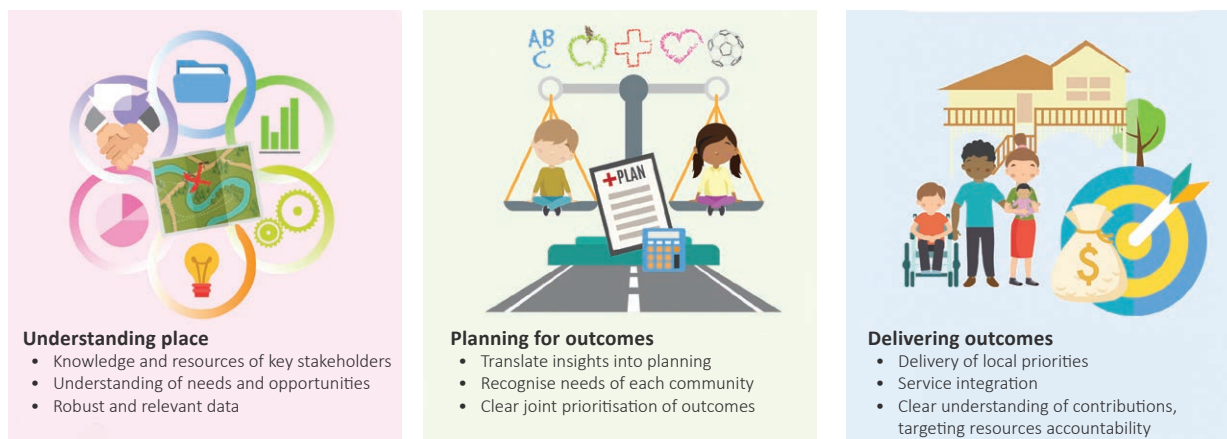 Understanding place
• Knowledge and resources of key stakeholders
• Understanding of needs and opportunities
• Robust and relevant data
AB
C
+PLAN
Planning for outcomes
• Translate insights into planning
• Recognise needs of each community
• Clear joint prioritisation of outcomes
$
Delivering outcomes
• Delivery of local priorities
• Service integration
• Clear understanding of contributions,
targeting resources accountability